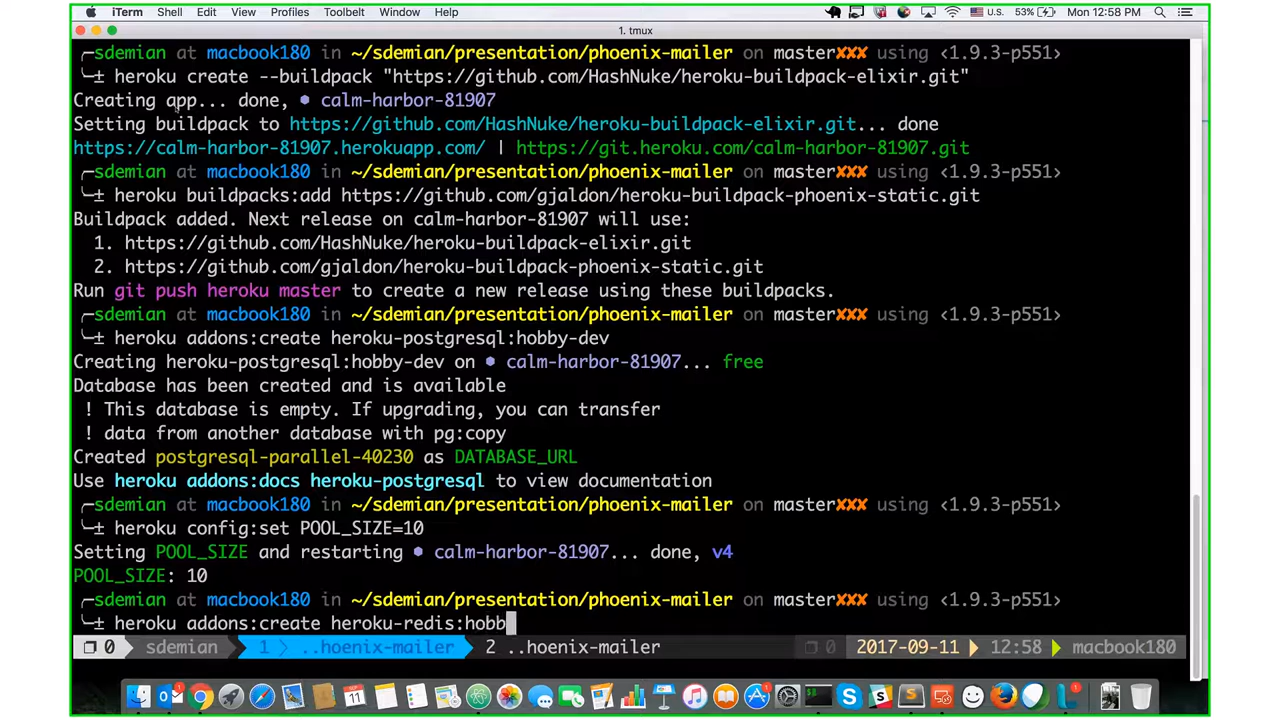 iTerm Shell Edit View Profiles Toolbelt Window Help U.S. 53% Mon 12:58 PM
1. tmux
╭─sdemian at macbook180 in ~/sdemian/presentation/phoenix-mailer on master✘✘✘ using ‹1.9.3-p551›
╰─± heroku create --buildpack "https://github.com/HashNuke/heroku-buildpack-elixir.git"
Creating app... done, ⬢ calm-harbor-81907
Setting buildpack to https://github.com/HashNuke/heroku-buildpack-elixir.git... done
https://calm-harbor-81907.herokuapp.com/ | https://git.heroku.com/calm-harbor-81907.git
╭─sdemian at macbook180 in ~/sdemian/presentation/phoenix-mailer on master✘✘✘ using ‹1.9.3-p551›
╰─± heroku buildpacks:add https://github.com/gjaldon/heroku-buildpack-phoenix-static.git
Buildpack added. Next release on calm-harbor-81907 will use:
1. https://github.com/HashNuke/heroku-buildpack-elixir.git
2. https://github.com/gjaldon/heroku-buildpack-phoenix-static.git
Run git push heroku master to create a new release using these buildpacks.
╭─sdemian at macbook180 in ~/sdemian/presentation/phoenix-mailer on master✘✘✘ using ‹1.9.3-p551›
╰─± heroku addons:create heroku-postgresql:hobby-dev
Creating heroku-postgresql:hobby-dev on ⬢ calm-harbor-81907... free
Database has been created and is available
! This database is empty. If upgrading, you can transfer
! data from another database with pg:copy
Created postgresql-parallel-40230 as DATABASE_URL
Use heroku addons:docs heroku-postgresql to view documentation
╭─sdemian at macbook180 in ~/sdemian/presentation/phoenix-mailer on master✘✘✘ using ‹1.9.3-p551›
╰─± heroku config:set POOL_SIZE=10
Setting POOL_SIZE and restarting ⬢ calm-harbor-81907... done, v4
POOL_SIZE: 10
╭─sdemian at macbook180 in ~/sdemian/presentation/phoenix-mailer on master✘✘✘ using ‹1.9.3-p551›
╰─± heroku addons:create heroku-redis:hobb
❐ 0 sdemian 1 ..hoenix-mailer 2 ..hoenix-mailer ❐ 0 2017-09-11 12:58 macbook180